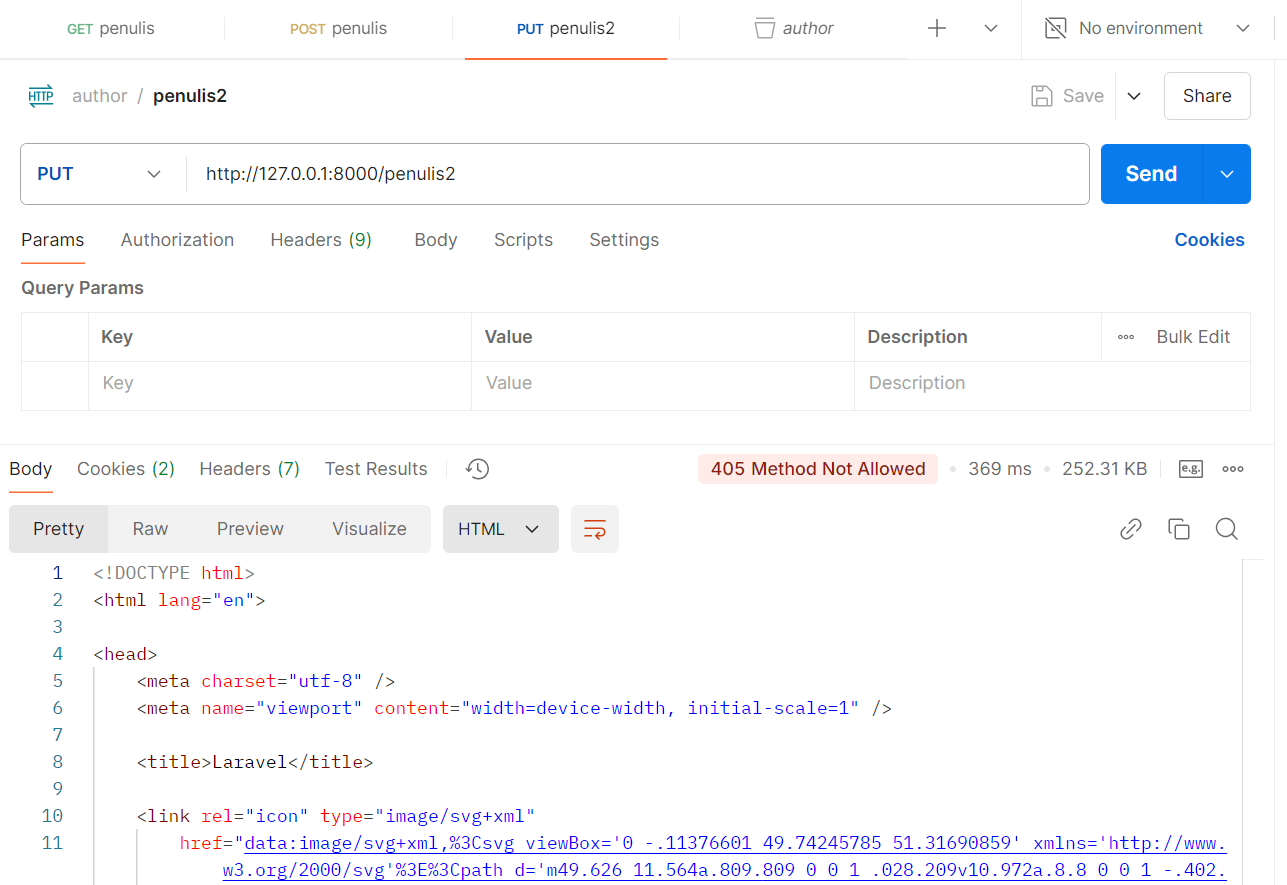 GET penulis
POST penulis
PUT penulis2
author
No environment
HTTP author / penulis2
Save
Share
PUT
http://127.0.0.1:8000/penulis2
Send
Params Authorization Headers (9) Body Scripts Settings Cookies
Query Params
Key Value Description Bulk Edit
Key Value Description
Body Cookies (2) Headers (7) Test Results 405 Method Not Allowed 369 ms 252.31 KB e.g.
Pretty Raw Preview Visualize HTML
1 <!DOCTYPE html>
2 <html lang="en">
3
4 <head>
5 <meta charset="utf-8" />
6 <meta name="viewport" content="width=device-width, initial-scale=1" />
7
8 <title>Laravel</title>
9
10 <link rel="icon" type="image/svg+xml"
11 href="data:image/svg+xml,%3Csvg viewBox='0 -.11376601 49.74245785 51.31690859' xmlns='http://www.
w3.org/2000/svg'%3E%3Cpath d='m49.626 11.564a.809.809 0 0 1 .028.209v10.972a.8.8 0 0 1 -.402.